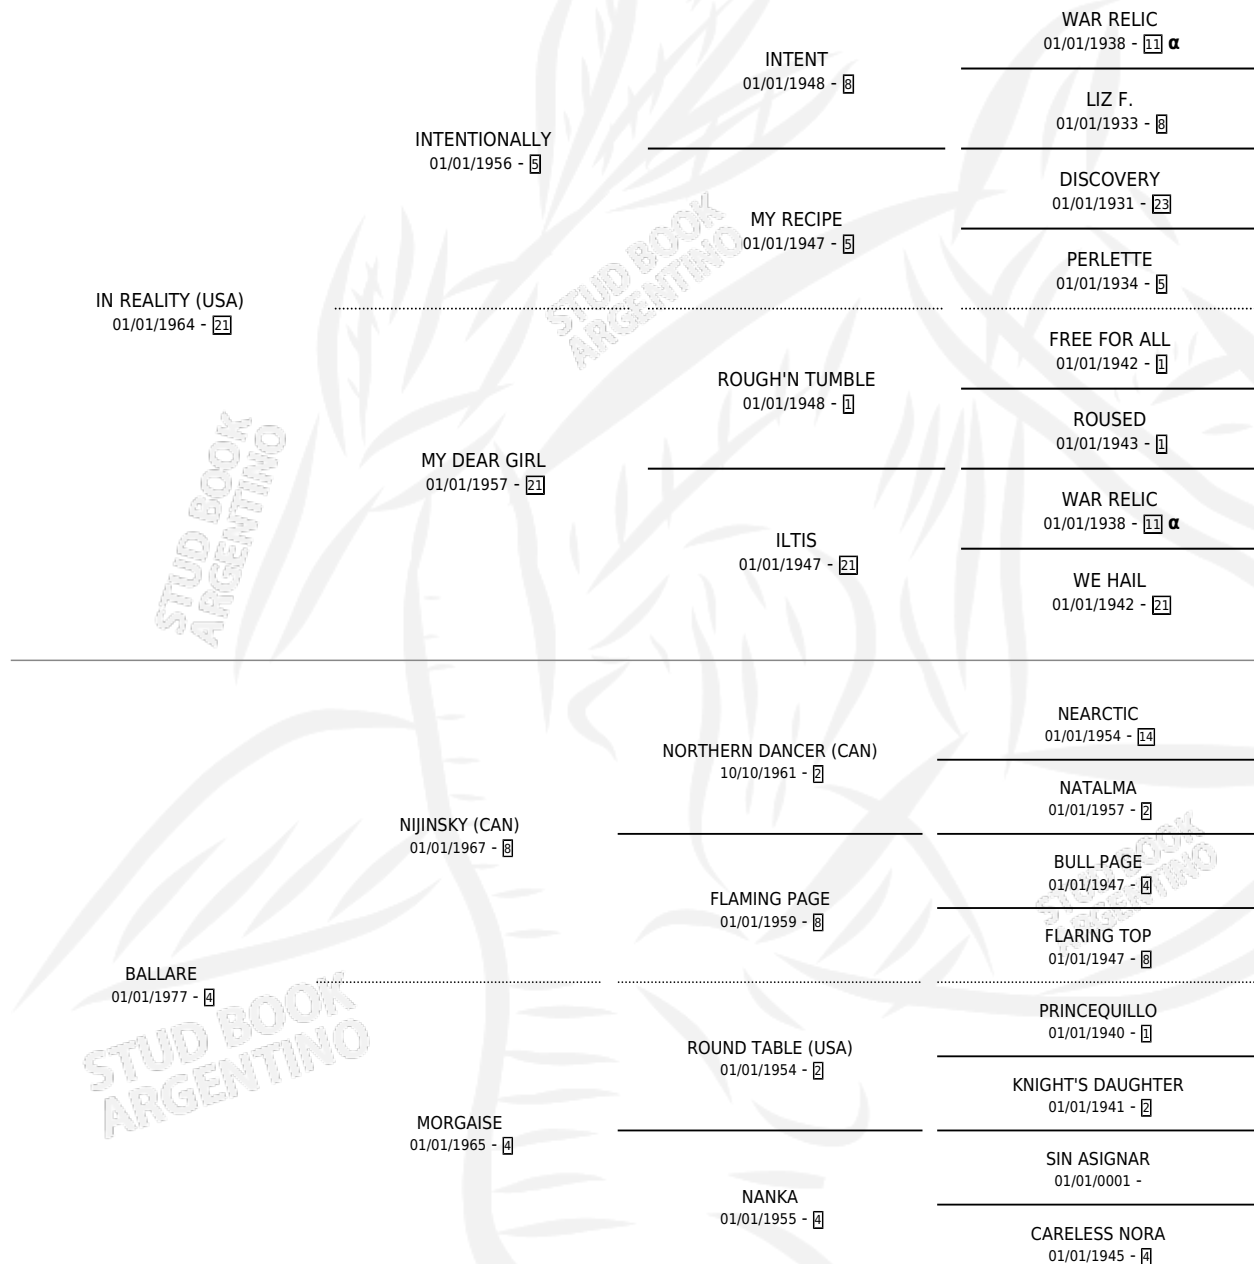 WAR RELIC
01/01/1938 - 11 α
INTENT
01/01/1948 - 8
LIZ F.
01/01/1933 - 8
INTENTIONALLY
01/01/1956 - 5
DISCOVERY
01/01/1931 - 23
MY RECIPE
01/01/1947 - 5
PERLETTE
01/01/1934 - 5
IN REALITY (USA)
01/01/1964 - 21
STUD BOOK
ARGENTINO
FREE FOR ALL
01/01/1942 - 1
ROUGH'N TUMBLE
01/01/1948 - 1
ROUSED
01/01/1943 - 1
MY DEAR GIRL
01/01/1957 - 21
STUD BOOK
ARGENTINO
WAR RELIC
01/01/1938 - 11 α
ILTIS
01/01/1947 - 21
WE HAIL
01/01/1942 - 21
NEARCTIC
01/01/1954 - 14
NORTHERN DANCER (CAN)
10/10/1961 - 2
NATALMA
01/01/1957 - 2
NIJINSKY (CAN)
01/01/1967 - 8
BULL PAGE
01/01/1947 - 4
STUD BOOK
ARGENTINO
FLAMING PAGE
01/01/1959 - 8
FLARING TOP
01/01/1947 - 8
BALLARE
01/01/1977 - 4
STUD BOOK
ARGENTINO
PRINCEQUILLO
01/01/1940 - 1
ROUND TABLE (USA)
01/01/1954 - 2
KNIGHT'S DAUGHTER
01/01/1941 - 2
MORGAISE
01/01/1965 - 4
SIN ASIGNAR
01/01/0001 -
NANKA
01/01/1955 - 4
CARELESS NORA
01/01/1945 - 4